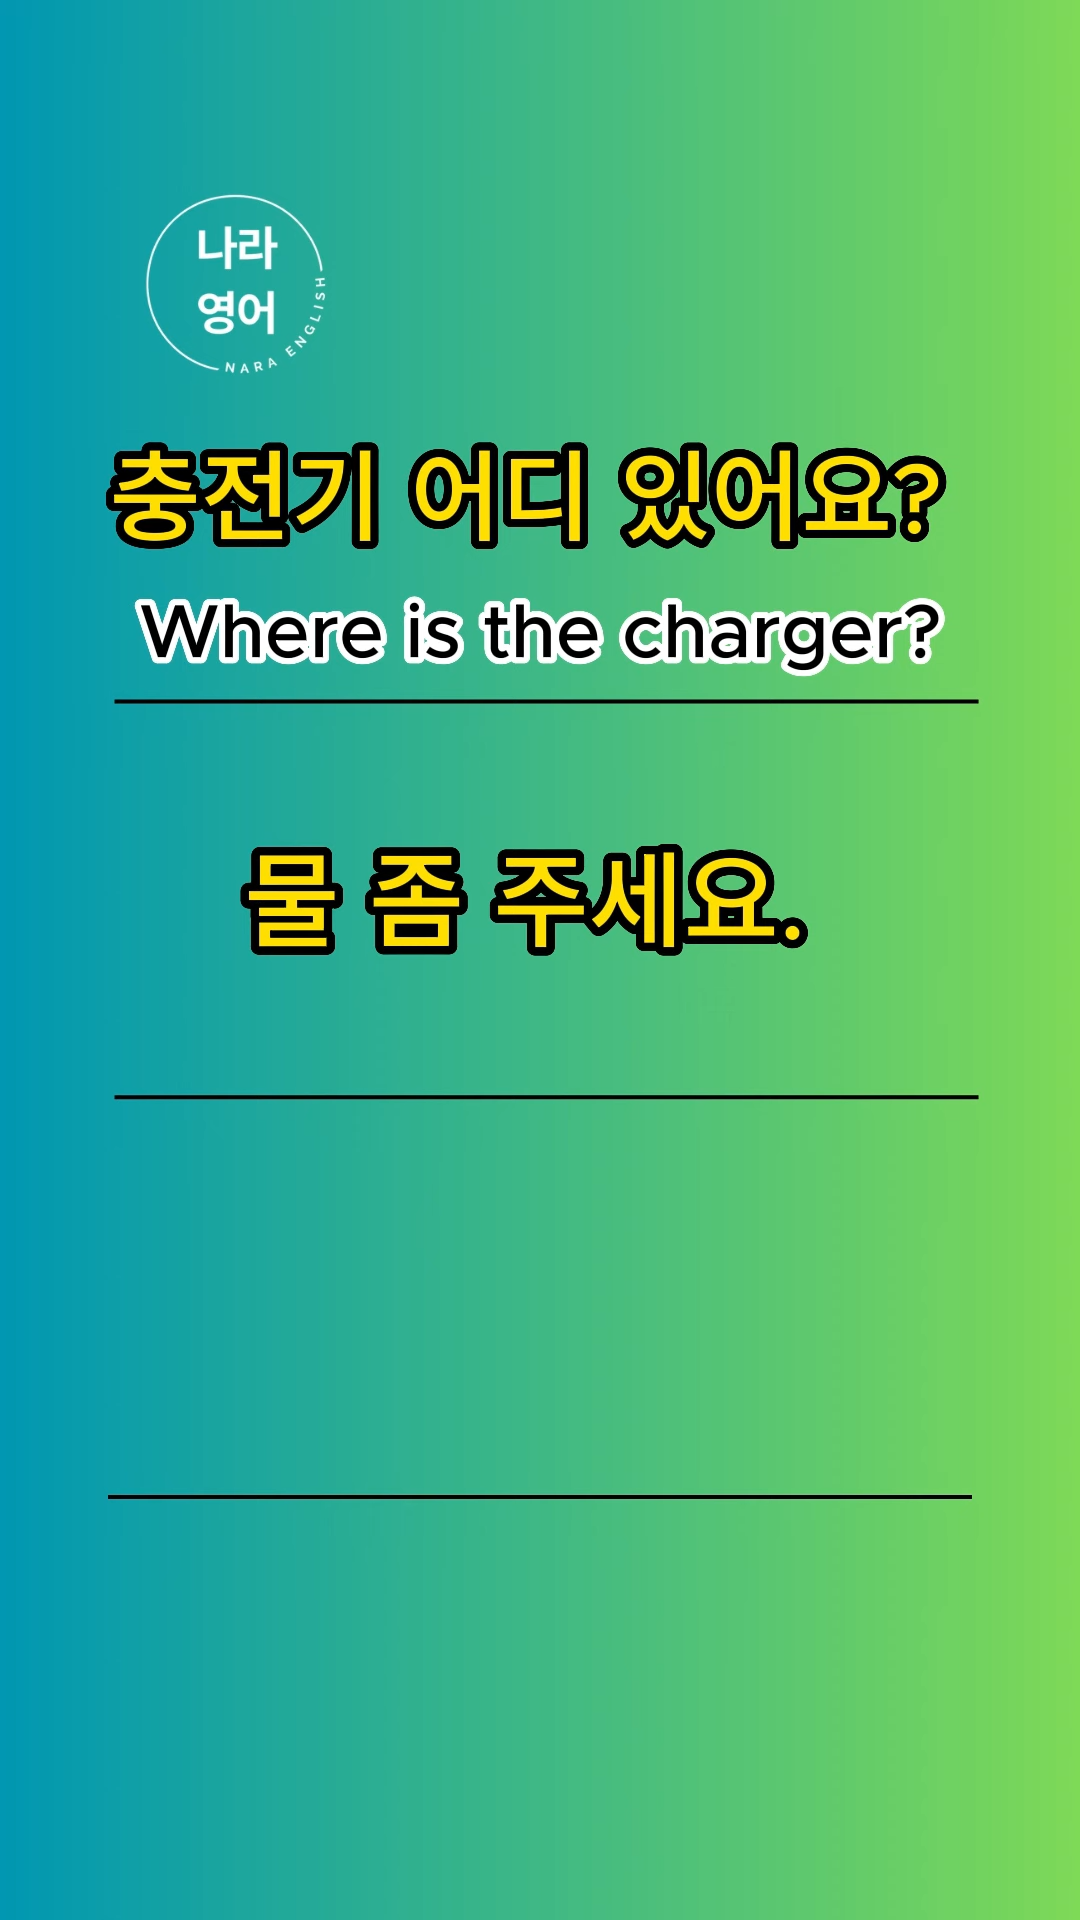 나라
영어
NARA ENGLISH
충전기 어디 있어요?
Where is the charger?
물 좀 주세요.